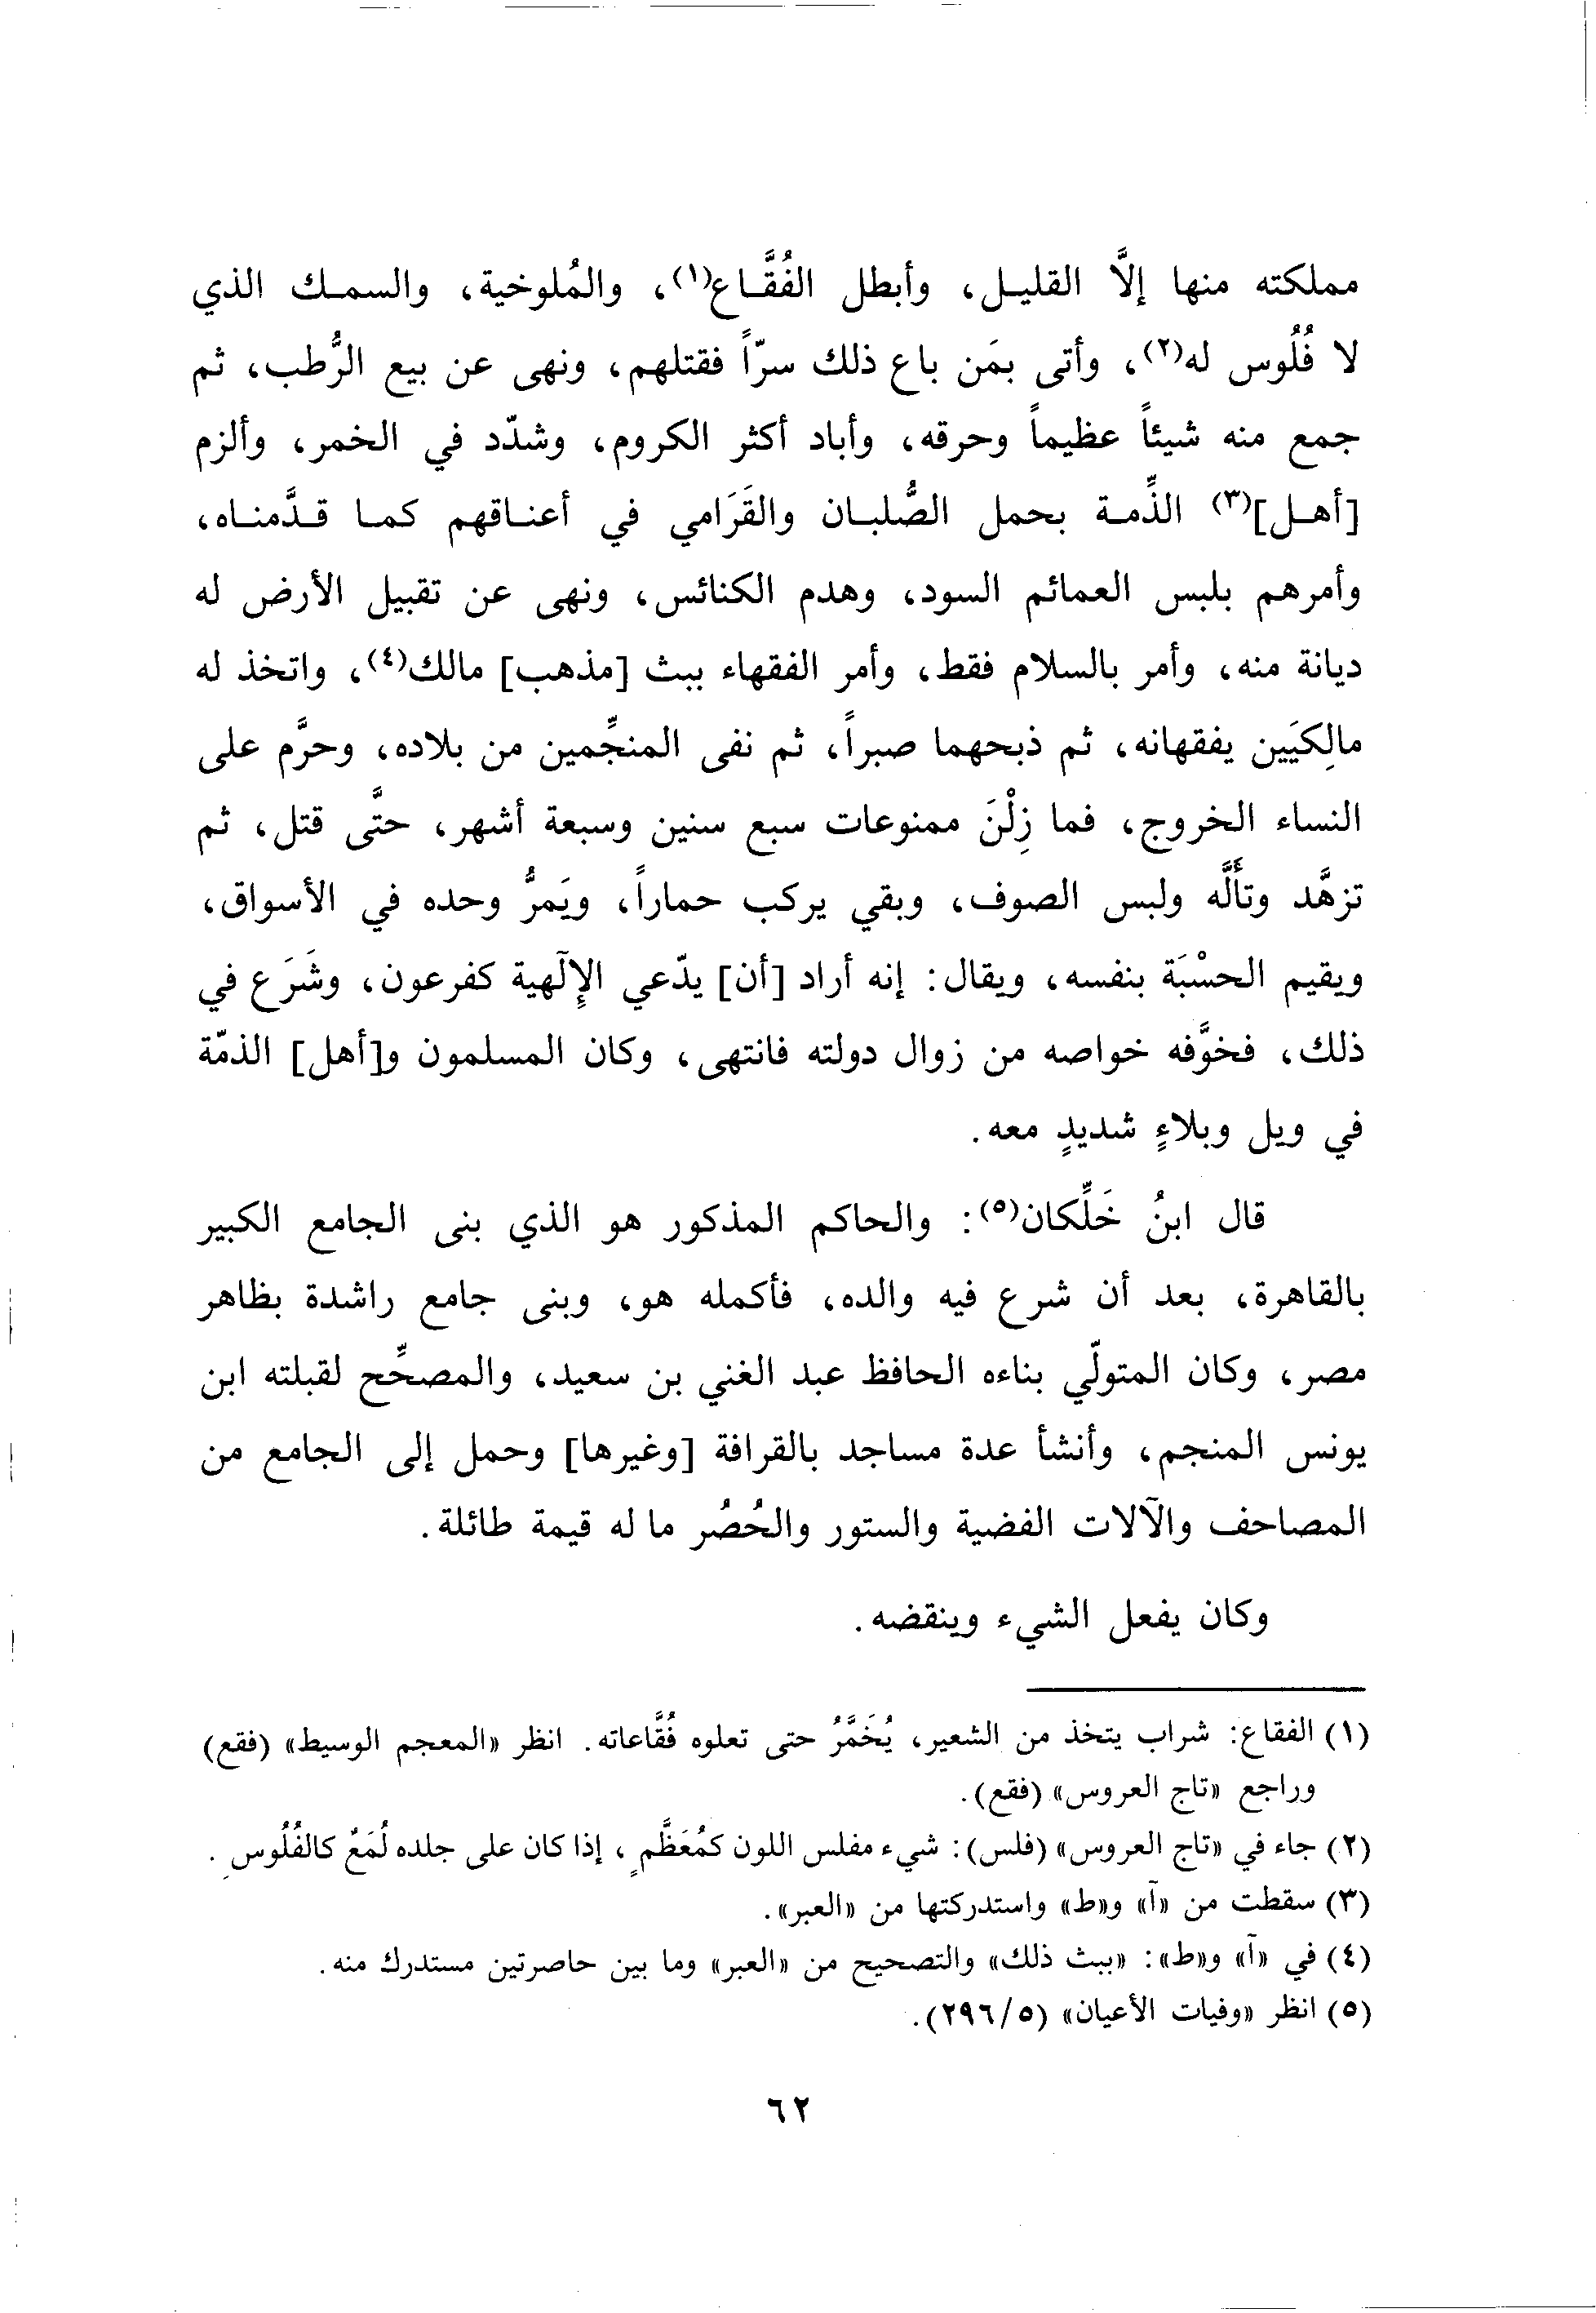 مملكته منها إلاَّ القليل، وأبطل الفُقَّاع(١)، والمُلوخية، والسمك الذي
لا فُلُوس له(٢)، وأتى بمَن باع ذلك سرّاً فقتلهم، ونهى عن بيع الرُّطب، ثم
جمع منه شيئاً عظيماً وحرقه، وأباد أكثر الكروم، وشدّد في الخمر، وألزم
[أهل](٣) الذِّمة بحمل الصُّلبان والقَرَامي في أعناقهم كما قدَّمناه،
وأمرهم بلبس العمائم السود، وهدم الكنائس، ونهى عن تقبيل الأرض له
ديانة منه، وأمر بالسلام فقط، وأمر الفقهاء ببث [مذهب] مالك(٤)، واتخذ له
مالِكيَين يفقهانه، ثم ذبحهما صبراً، ثم نفى المنجِّمين من بلاده، وحرَّم على
النساء الخروج، فما زِلْنَ ممنوعات سبع سنين وسبعة أشهر، حتَّى قتل، ثم
تزهَّد وتألَّه ولبس الصوف، وبقي يركب حماراً، ويَمرُّ وحده في الأسواق،
ويقيم الحسْبَة بنفسه، ويقال: إنه أراد [أن] يدّعي الإلٓهية كفرعون، وشَرَع في
ذلك، فخوَّفه خواصه من زوال دولته فانتهى، وكان المسلمون و[أهل] الذمّة
في ويل وبلاءٍ شديدٍ معه.
قال ابنُ خَلِّكان(٥): والحاكم المذكور هو الذي بنى الجامع الكبير
بالقاهرة، بعد أن شرع فيه والده، فأكمله هو، وبنى جامع راشدة بظاهر
مصر، وكان المتولّي بناءه الحافظ عبد الغني بن سعيد، والمصحِّح لقبلته ابن
يونس المنجم، وأنشأ عدة مساجد بالقرافة [وغيرها] وحمل إلى الجامع من
المصاحف والآلات الفضية والستور والحُصُر ما له قيمة طائلة.
وكان يفعل الشيء وينقضه.
(١) الفقاع: شراب يتخذ من الشعير، يُخَمَّرُ حتى تعلوه فُقَّاعاته. انظر «المعجم الوسيط» (فقع)
وراجع «تاج العروس» (فقع).
(٢) جاء في «تاج العروس» (فلس): شيء مفلس اللون كمُعَظَّمٍ، إذا كان على جلده لُمَعٌ كالفُلُوسِ.
(٣) سقطت من «آ» و«ط» واستدركتها من «العبر».
(٤) في «آ» و«ط»: «ببث ذلك» والتصحيح من «العبر» وما بين حاصرتين مستدرك منه.
(٥) انظر «وفيات الأعيان» (٢٩٦/٥).
٦٢